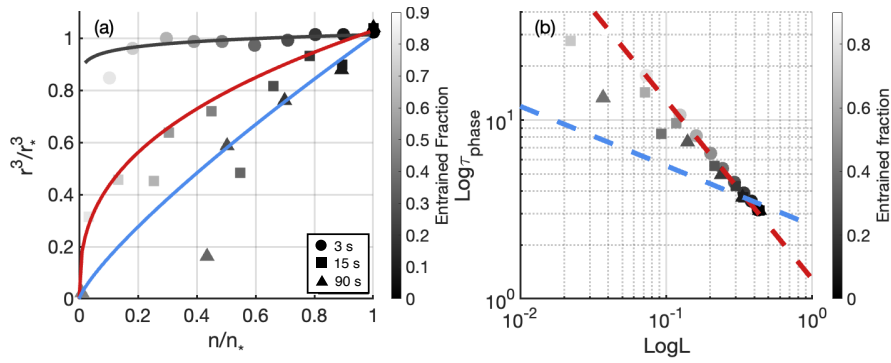 (a)
r³/r³⁎
1
0.8
0.6
0.4
0.2
0
0
0.2
0.4
0.6
0.8
1
n/n⁎
3 s
15 s
90 s
0.9
0.8
0.7
0.6
0.5
0.4
0.3
0.2
0.1
0
Entrained Fraction
(b)
Logτphase
10¹
10⁰
10⁻²
10⁻¹
10⁰
LogL
0.8
0.6
0.4
0.2
0
Entrained Fraction